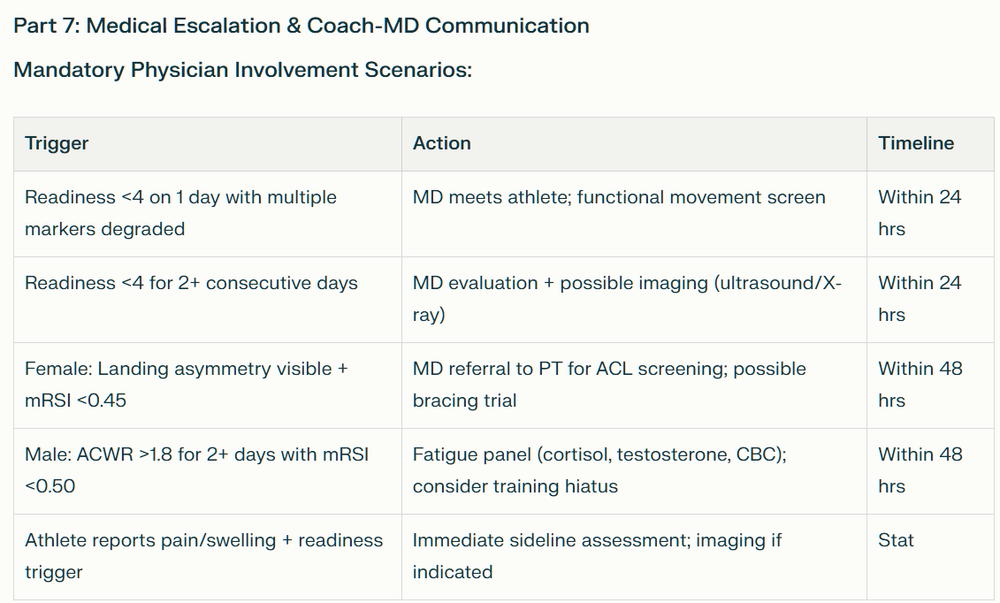 Part 7: Medical Escalation & Coach-MD Communication
Mandatory Physician Involvement Scenarios:
Trigger Action Timeline
Readiness <4 on 1 day with multiple MD meets athlete; functional movement screen Within 24
markers degraded hrs
Readiness <4 for 2+ consecutive days MD evaluation + possible imaging (ultrasound/X- Within 24
ray) hrs
Female: Landing asymmetry visible + MD referral to PT for ACL screening; possible Within 48
mRSI <0.45 bracing trial hrs
Male: ACWR >1.8 for 2+ days with mRSI Fatigue panel (cortisol, testosterone, CBC); Within 48
<0.50 consider training hiatus hrs
Athlete reports pain/swelling + readiness Immediate sideline assessment; imaging if Stat
trigger indicated